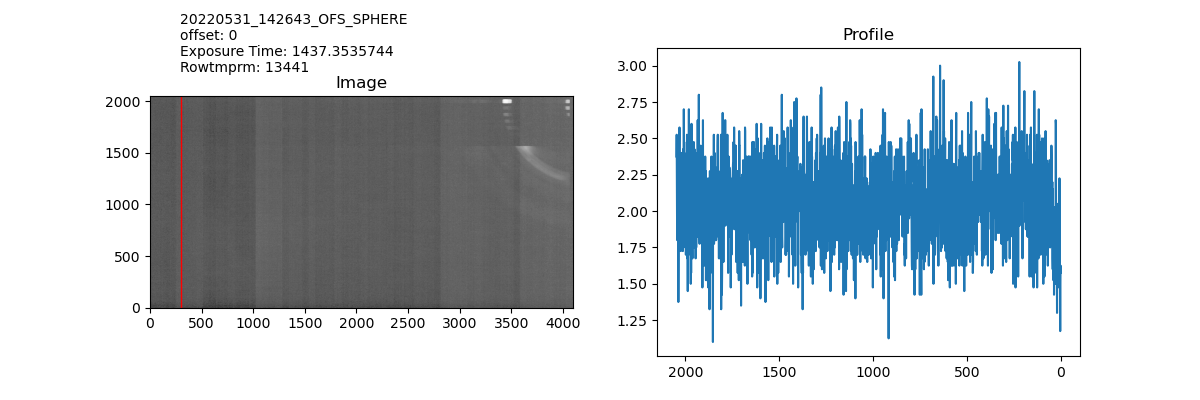 20220531_142643_OFS_SPHERE
offset: 0
Exposure Time: 1437.3535744
Rowtmprm: 13441
Image
2000
1500
1000
500
0
0 500 1000 1500 2000 2500 3000 3500 4000
Profile
3.00
2.75
2.50
2.25
2.00
1.75
1.50
1.25
2000 1500 1000 500 0